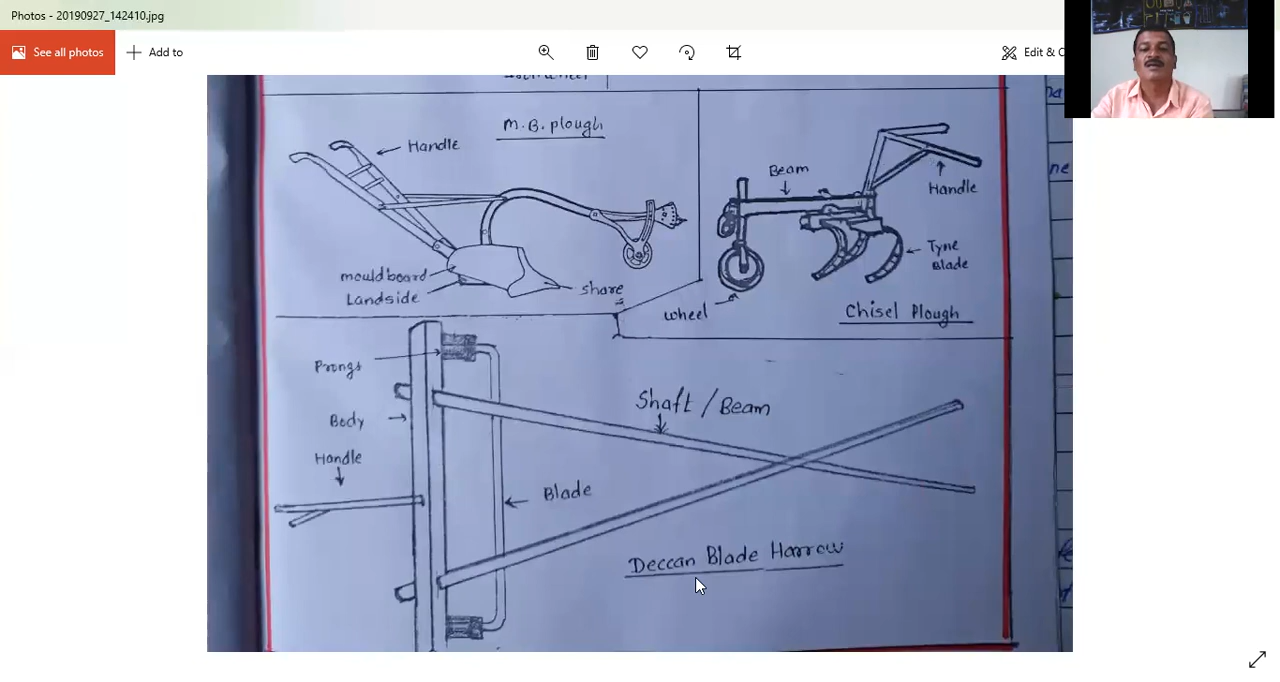 Photos - 20190927_142410.jpg
See all photos
Add to
Edit & C
M.B. plough
Handle
mouldboard
Landside
share
Beam
Handle
Tyne
Blade
wheel
Chisel Plough
Prongs
Body
Handle
Shaft / Beam
Blade
Deccan Blade Harrow